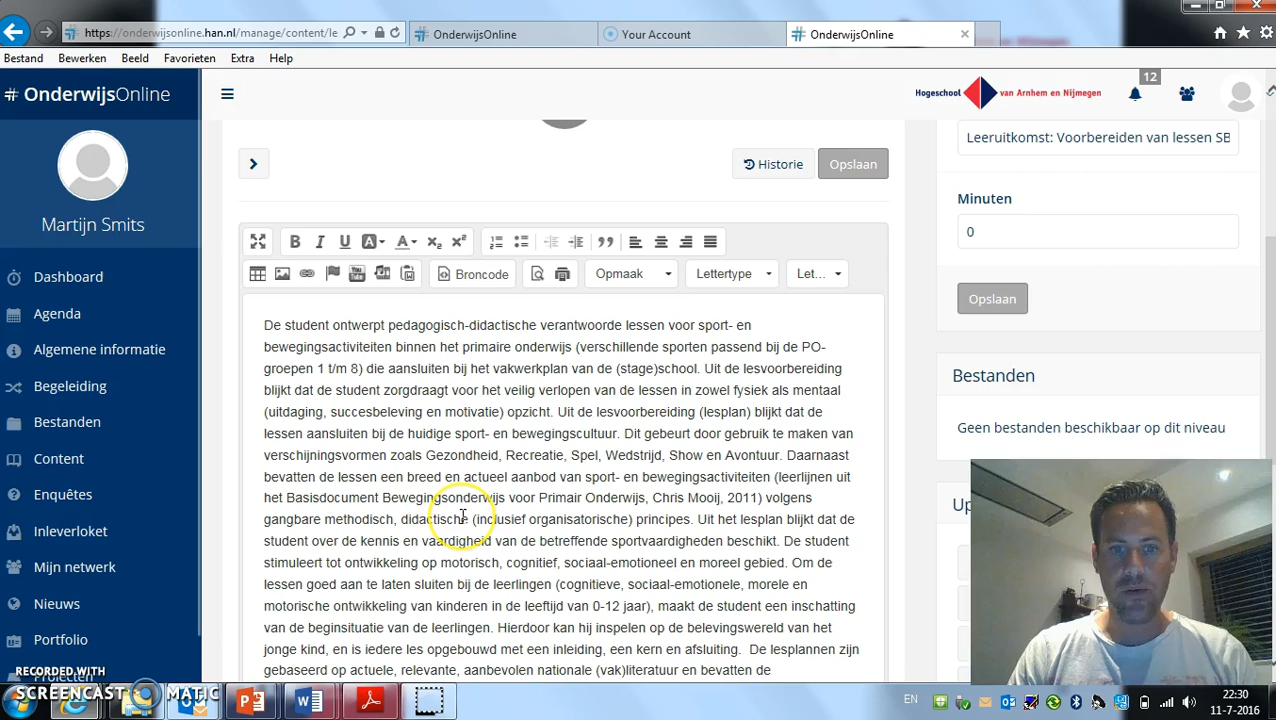 https://onderwijsonline.han.nl/manage/content/le
OnderwijsOnline
Your Account
OnderwijsOnline
Bestand Bewerken Beeld Favorieten Extra Help
# OnderwijsOnline
Hogeschool van Arnhem en Nijmegen
12
Martijn Smits
Dashboard
Agenda
Algemene informatie
Begeleiding
Bestanden
Content
Enquêtes
Inleverloket
Mijn netwerk
Nieuws
Portfolio
Projecten
Historie
Opslaan
B I U A A
Broncode
Opmaak
Lettertype
Let...
De student ontwerpt pedagogisch-didactische verantwoorde lessen voor sport- en
bewegingsactiviteiten binnen het primaire onderwijs (verschillende sporten passend bij de PO-
groepen 1 t/m 8) die aansluiten bij het vakwerkplan van de (stage)school. Uit de lesvoorbereiding
blijkt dat de student zorgdraagt voor het veilig verlopen van de lessen in zowel fysiek als mentaal
(uitdaging, succesbeleving en motivatie) opzicht. Uit de lesvoorbereiding (lesplan) blijkt dat de
lessen aansluiten bij de huidige sport- en bewegingscultuur. Dit gebeurt door gebruik te maken van
verschijningsvormen zoals Gezondheid, Recreatie, Spel, Wedstrijd, Show en Avontuur. Daarnaast
bevatten de lessen een breed en actueel aanbod van sport- en bewegingsactiviteiten (leerlijnen uit
het Basisdocument Bewegingsonderwijs voor Primair Onderwijs, Chris Mooij, 2011) volgens
gangbare methodisch, didactische (inclusief organisatorische) principes. Uit het lesplan blijkt dat de
student over de kennis en vaardigheid van de betreffende sportvaardigheden beschikt. De student
stimuleert tot ontwikkeling op motorisch, cognitief, sociaal-emotioneel en moreel gebied. Om de
lessen goed aan te laten sluiten bij de leerlingen (cognitieve, sociaal-emotionele, morele en
motorische ontwikkeling van kinderen in de leeftijd van 0-12 jaar), maakt de student een inschatting
van de beginsituatie van de leerlingen. Hierdoor kan hij inspelen op de belevingswereld van het
jonge kind, en is iedere les opgebouwd met een inleiding, een kern en afsluiting. De lesplannen zijn
gebaseerd op actuele, relevante, aanbevolen nationale (vak)literatuur en bevatten de
Leeruitkomst: Voorbereiden van lessen SB
Minuten
0
Opslaan
Bestanden
Geen bestanden beschikbaar op dit niveau
RECORDED WITH
SCREENCAST MATIC
EN
22:30
11-7-2016